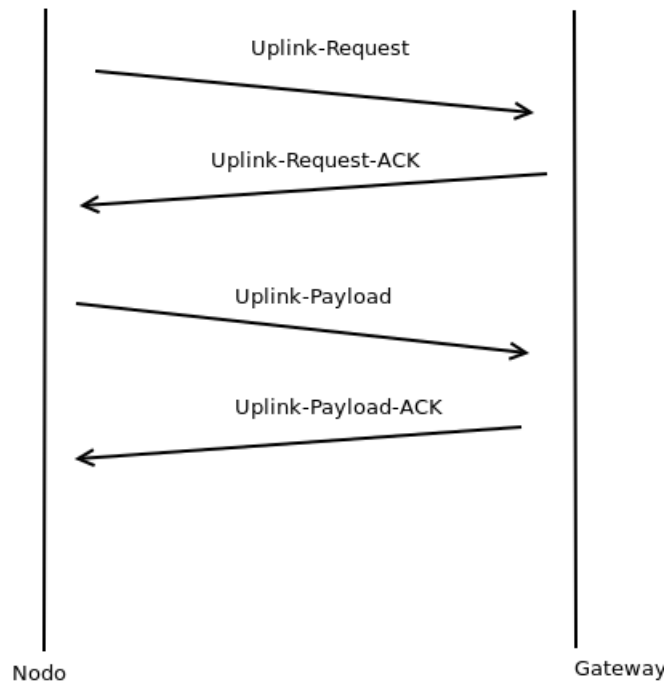 Uplink-Request
Uplink-Request-ACK
Uplink-Payload
Uplink-Payload-ACK
Nodo
Gateway